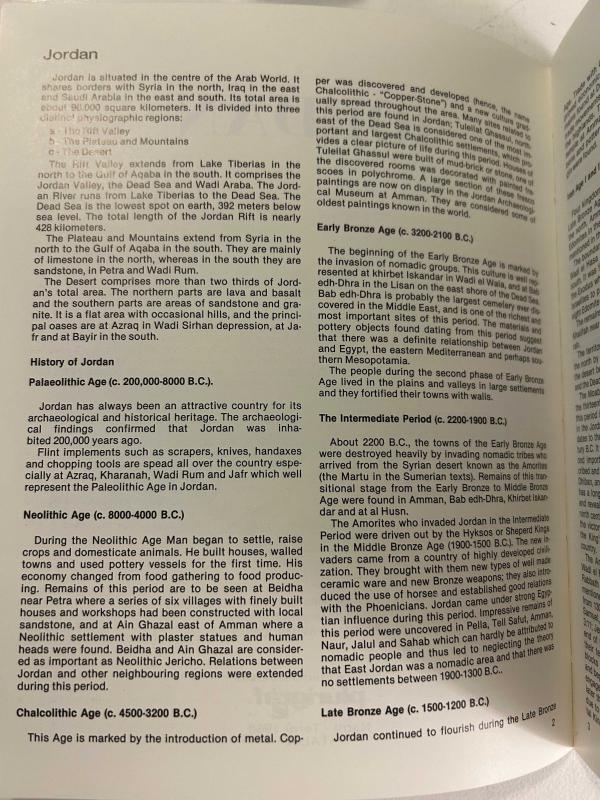 Jordan
Jordan is situated in the centre of the Arab World. It
shares borders with Syria in the north, Iraq in the east
and Saudi Arabia in the east and south. Its total area is
about 90.000 square kilometers. It is divided into three
distinct physiographic regions:
a - The Rift Valley
b - The Plateau and Mountains
c - The Desert
The Rift Valley extends from Lake Tiberias in the
north to the Gulf of Aqaba in the south. It comprises the
Jordan Valley, the Dead Sea and Wadi Araba. The Jord-
an River runs from Lake Tiberias to the Dead Sea. The
Dead Sea is the lowest spot on earth, 392 meters below
sea level. The total length of the Jordan Rift is nearly
428 kilometers.
The Plateau and Mountains extend from Syria in the
north to the Gulf of Aqaba in the south. They are mainly
of limestone in the north, whereas in the south they are
sandstone, in Petra and Wadi Rum.
The Desert comprises more than two thirds of Jord-
an's total area. The northern parts are lava and basalt
and the southern parts are areas of sandstone and gra-
nite. It is a flat area with occasional hills, and the princi-
pal oases are at Azraq in Wadi Sirhan depression, at Ja-
fr and at Bayir in the south.
History of Jordan
Palaeolithic Age (c. 200,000-8000 B.C.).
Jordan has always been an attractive country for its
archaeological and historical heritage. The archaeologi-
cal findings confirmed that Jordan was inha-
bited 200,000 years ago.
Flint implements such as scrapers, knives, handaxes
and chopping tools are spead all over the country espe-
cially at Azraq, Kharanah, Wadi Rum and Jafr which well
represent the Paleolithic Age in Jordan.
Neolithic Age (c. 8000-4000 B.C.)
During the Neolithic Age Man began to settle, raise
crops and domesticate animals. He built houses, walled
towns and used pottery vessels for the first time. His
economy changed from food gathering to food produc-
ing. Remains of this period are to be seen at Beidha
near Petra where a series of six villages with finely built
houses and workshops had been constructed with local
sandstone, and at Ain Ghazal east of Amman where a
Neolithic settlement with plaster statues and human
heads were found. Beidha and Ain Ghazal are consider-
ed as important as Neolithic Jericho. Relations between
Jordan and other neighbouring regions were extended
during this period.
Chalcolithic Age (c. 4500-3200 B.C.)
This Age is marked by the introduction of metal. Cop-
per was discovered and developed (hence, the name
Chalcolithic - "Copper-Stone") and a new culture grad-
ually spread throughout the area. Many sites related to
this period are found in Jordan; Tuleilat Ghassul, north-
east of the Dead Sea is considered one of the most im-
portant and largest Chalcolithic settlement, which pro-
vides a clear picture of life during this period. Houses of
Tuleilat Ghassul were built of mud-brick or stone, one of
the discovered rooms was decorated with painted fre-
scoes in polychrome. A large section of these fresco
paintings are now on display in the Jordan Archaeologi-
cal Museum at Amman. They are considered some of
oldest paintings known in the world.
Early Bronze Age (c. 3200-2100 B.C.)
The beginning of the Early Bronze Age is marked by
the invasion of nomadic groups. This culture is well rep-
resented at khirbet Iskandar in Wadi el Wala, and at Bab
edh-Dhra in the Lisan on the east shore of the Dead Sea.
Bab edh-Dhra is probably the largest cemetery ever dis-
covered in the Middle East, and is one of the richest and
most important sites of this period. The materials and
pottery objects found dating from this period suggest
that there was a definite relationship between Jordan
and Egypt, the eastern Mediterranean and perhaps sou-
thern Mesopotamia.
The people during the second phase of Early Bronze
Age lived in the plains and valleys in large settlements
and they fortified their towns with walls.
The Intermediate Period (c. 2200-1900 B.C.)
About 2200 B.C., the towns of the Early Bronze Age
were destroyed heavily by invading nomadic tribes who
arrived from the Syrian desert known as the Amorites
(the Martu in the Sumerian texts). Remains of this tran-
sitional stage from the Early Bronze to Middle Bronze
Age were found in Amman, Bab edh-Dhra, Khirbet Iskan-
dar and at al Husn.
The Amorites who invaded Jordan in the Intermediate
Period were driven out by the Hyksos or Sheperd Kings
in the Middle Bronze Age (1900-1500 B.C.). The new in-
vaders came from a country of highly developed civili-
zation. They brought with them new types of well made
ceramic ware and new Bronze weapons; they also intro-
duced the use of horses and established good relations
with the Phoenicians. Jordan came under strong Egyp-
tian influence during this period. Impressive remains of
this period were uncovered in Pella, Tell Safut, Amman,
Naur, Jalul and Sahab which can hardly be attributed to
nomadic people and thus led to neglecting the theory
that East Jordan was a nomadic area and that there was
no settlements between 1900-1300 B.C..
Late Bronze Age (c. 1500-1200 B.C.)
Jordan continued to flourish during the Late Bronze
2